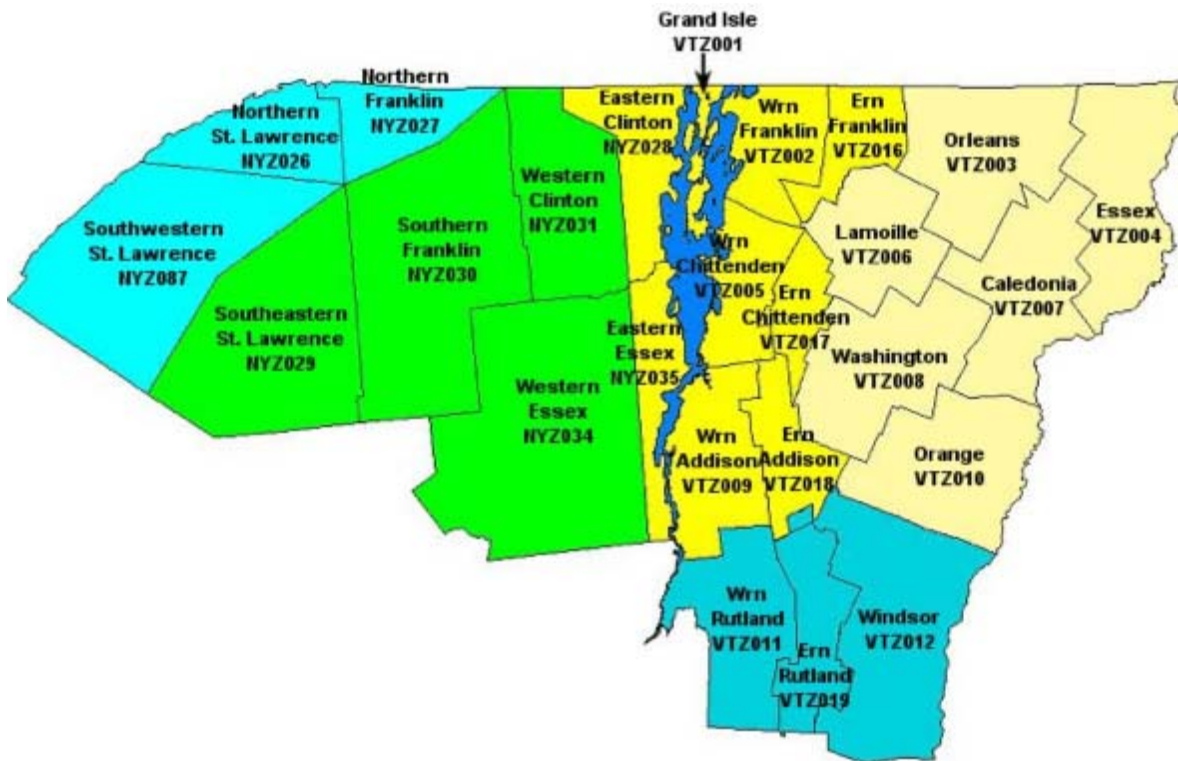 Grand Isle
VTZ001
Northern
Franklin
NYZ027
Northern
St. Lawrence
NYZ026
Eastern
Clinton
NYZ028
Wrn
Franklin
VTZ002
Ern
Franklin
VTZ016
Orleans
VTZ003
Western
Clinton
NYZ031
Essex
VTZ004
Southwestern
St. Lawrence
NYZ087
Southern
Franklin
NYZ030
Lamoille
VTZ006
Wrn
Chittenden
VTZ005
Caledonia
VTZ007
Ern
Chittenden
VTZ017
Southeastern
St. Lawrence
NYZ029
Eastern
Essex
NYZ035
Washington
VTZ008
Western
Essex
NYZ034
Wrn
Addison
VTZ009
Ern
Addison
VTZ018
Orange
VTZ010
Wrn
Rutland
VTZ011
Windsor
VTZ012
Ern
Rutland
VTZ019